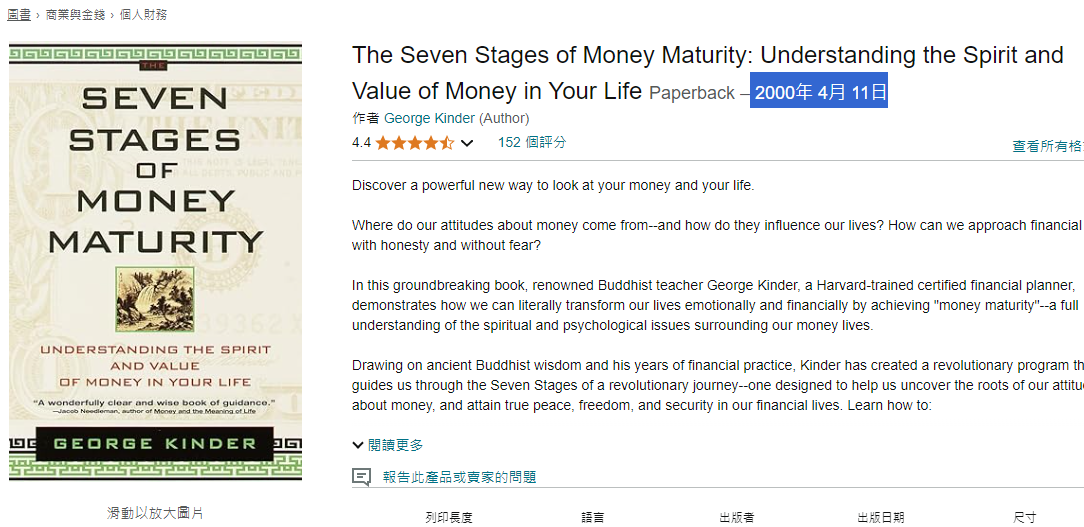 圖書 › 商業與金錢 › 個人財務
THE
SEVEN
STAGES
OF
MONEY
MATURITY
UNDERSTANDING THE SPIRIT
AND VALUE
OF MONEY IN YOUR LIFE
"A wonderfully clear and wise book of guidance."
—Jacob Needleman, author of Money and the Meaning of Life
GEORGE KINDER
滑動以放大圖片
The Seven Stages of Money Maturity: Understanding the Spirit and
Value of Money in Your Life Paperback – 2000年 4月 11日
作者 George Kinder (Author)
4.4 152 個評分
查看所有格
Discover a powerful new way to look at your money and your life.
Where do our attitudes about money come from--and how do they influence our lives? How can we approach financial
with honesty and without fear?
In this groundbreaking book, renowned Buddhist teacher George Kinder, a Harvard-trained certified financial planner,
demonstrates how we can literally transform our lives emotionally and financially by achieving "money maturity"--a full
understanding of the spiritual and psychological issues surrounding our money lives.
Drawing on ancient Buddhist wisdom and his years of financial practice, Kinder has created a revolutionary program th
guides us through the Seven Stages of a revolutionary journey--one designed to help us uncover the roots of our attitu
about money, and attain true peace, freedom, and security in our financial lives. Learn how to:
閱讀更多
報告此產品或賣家的問題
列印長度 語言 出版者 出版日期 尺寸